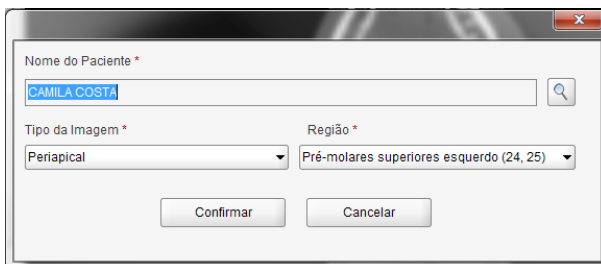 Nome do Paciente *
CAMILA COSTA
Tipo da Imagem *
Região *
Periapical
Pré-molares superiores esquerdo (24, 25)
Confirmar
Cancelar